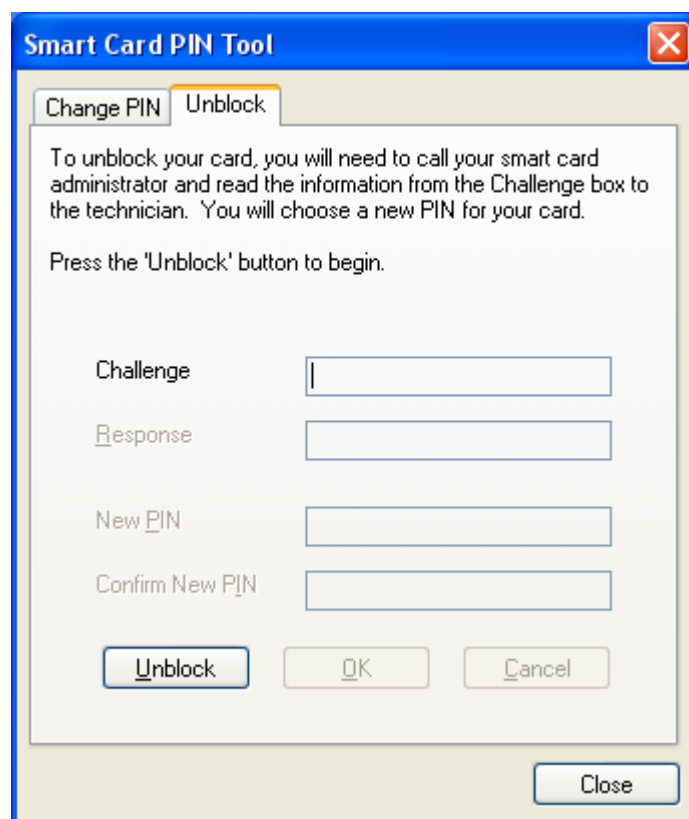 Smart Card PIN Tool
Change PIN
Unblock
To unblock your card, you will need to call your smart card
administrator and read the information from the Challenge box to
the technician.  You will choose a new PIN for your card.
Press the 'Unblock' button to begin.
Challenge
Response
New PIN
Confirm New PIN
Unblock
OK
Cancel
Close